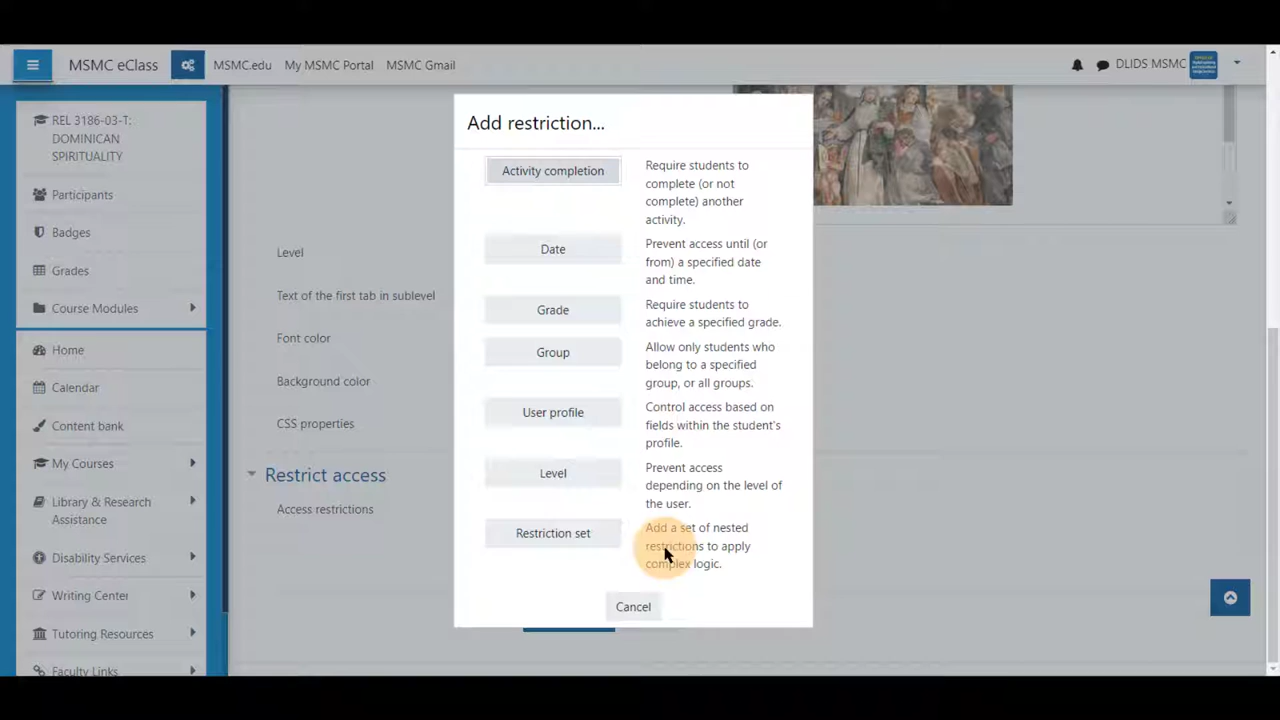 MSMC eClass
MSMC.edu
My MSMC Portal
MSMC Gmail
DLIDS MSMC
REL 3186-03-T:
DOMINICAN
SPIRITUALITY
Participants
Badges
Grades
Course Modules
Home
Calendar
Content bank
My Courses
Library & Research
Assistance
Disability Services
Writing Center
Tutoring Resources
Faculty Links
Level
Text of the first tab in sublevel
Font color
Background color
CSS properties
Restrict access
Access restrictions
Add restriction...
Activity completion
Require students to
complete (or not
complete) another
activity.
Date
Prevent access until (or
from) a specified date
and time.
Grade
Require students to
achieve a specified grade.
Group
Allow only students who
belong to a specified
group, or all groups.
User profile
Control access based on
fields within the student's
profile.
Level
Prevent access
depending on the level of
the user.
Restriction set
Add a set of nested
restrictions to apply
complex logic.
Cancel